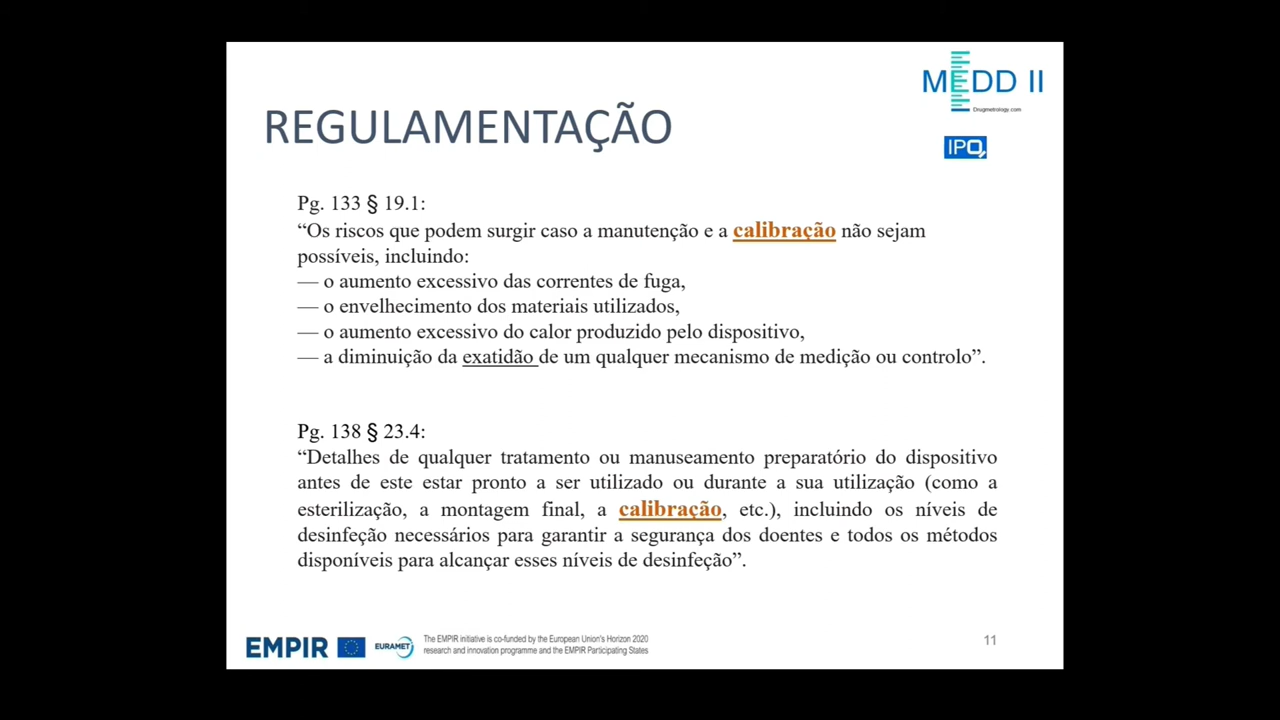 MEDD II
Drugmetrology.com
REGULAMENTAÇÃO
IPQ
Pg. 133 § 19.1:
“Os riscos que podem surgir caso a manutenção e a calibração não sejam
possíveis, incluindo:
— o aumento excessivo das correntes de fuga,
— o envelhecimento dos materiais utilizados,
— o aumento excessivo do calor produzido pelo dispositivo,
— a diminuição da exatidão de um qualquer mecanismo de medição ou controlo”.
Pg. 138 § 23.4:
“Detalhes de qualquer tratamento ou manuseamento preparatório do dispositivo
antes de este estar pronto a ser utilizado ou durante a sua utilização (como a
esterilização, a montagem final, a calibração, etc.), incluindo os níveis de
desinfeção necessários para garantir a segurança dos doentes e todos os métodos
disponíveis para alcançar esses níveis de desinfeção”.
EMPIR
EURAMET
The EMPIR initiative is co-funded by the European Union's Horizon 2020
research and innovation programme and the EMPIR Participating States
11